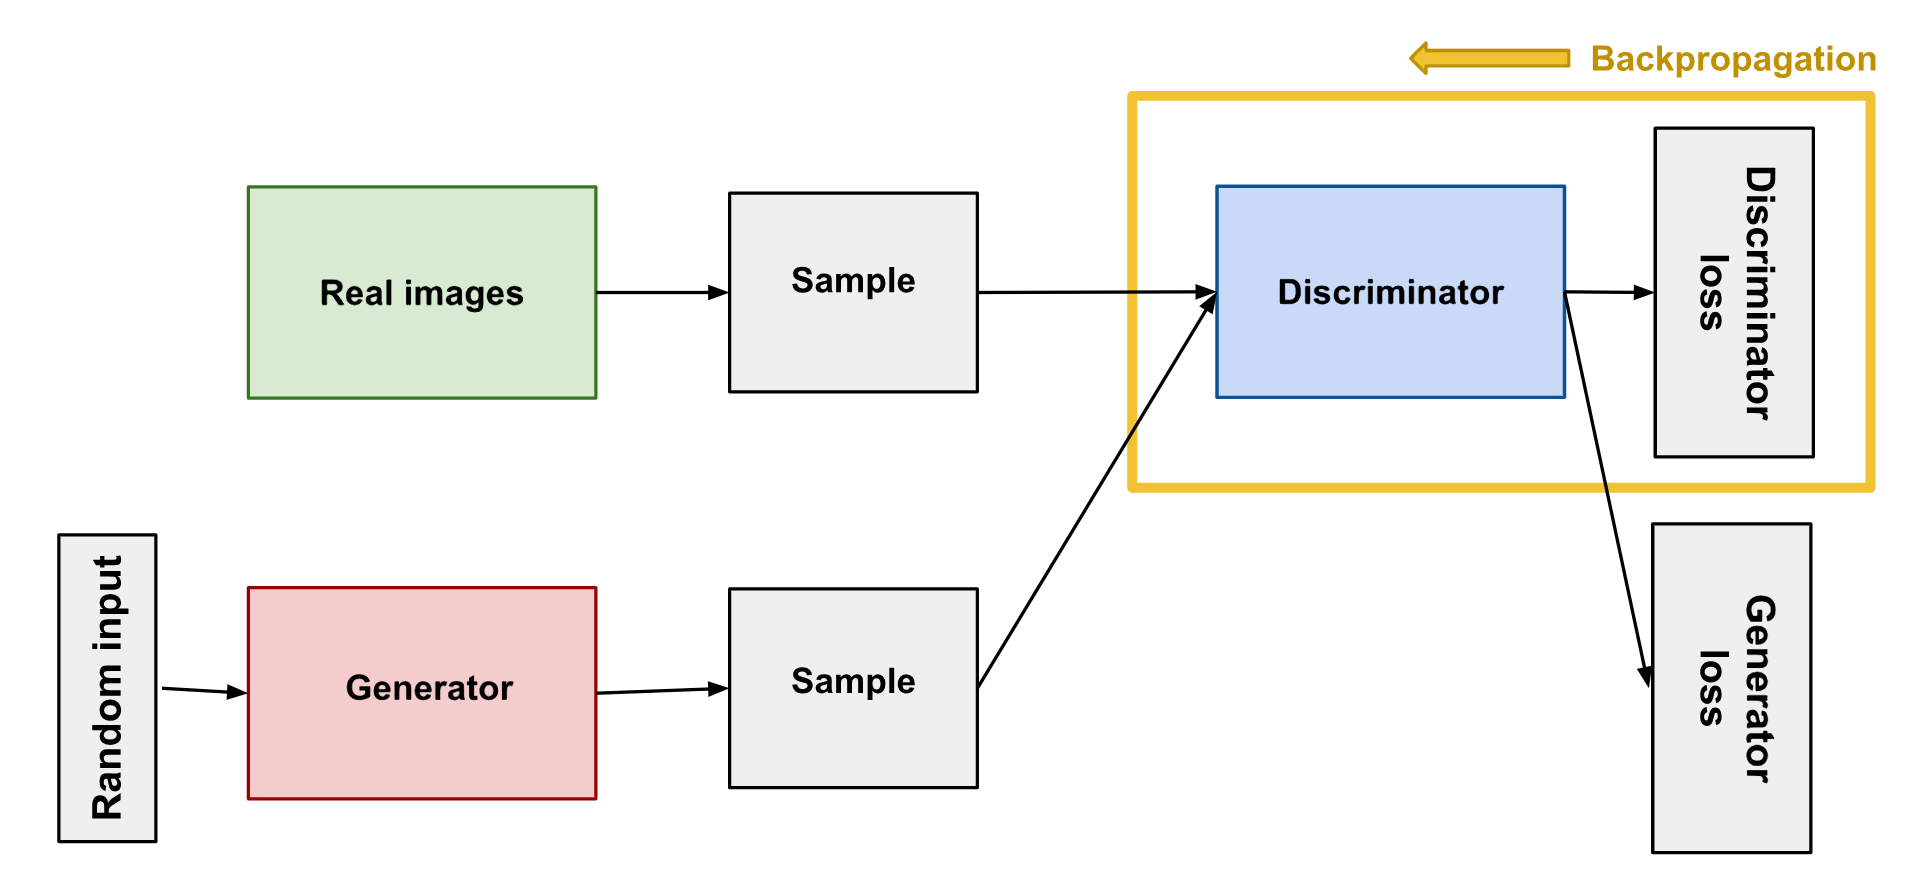 Backpropagation
Real images
Sample
Discriminator
Discriminator
loss
Random input
Generator
Sample
Generator
loss